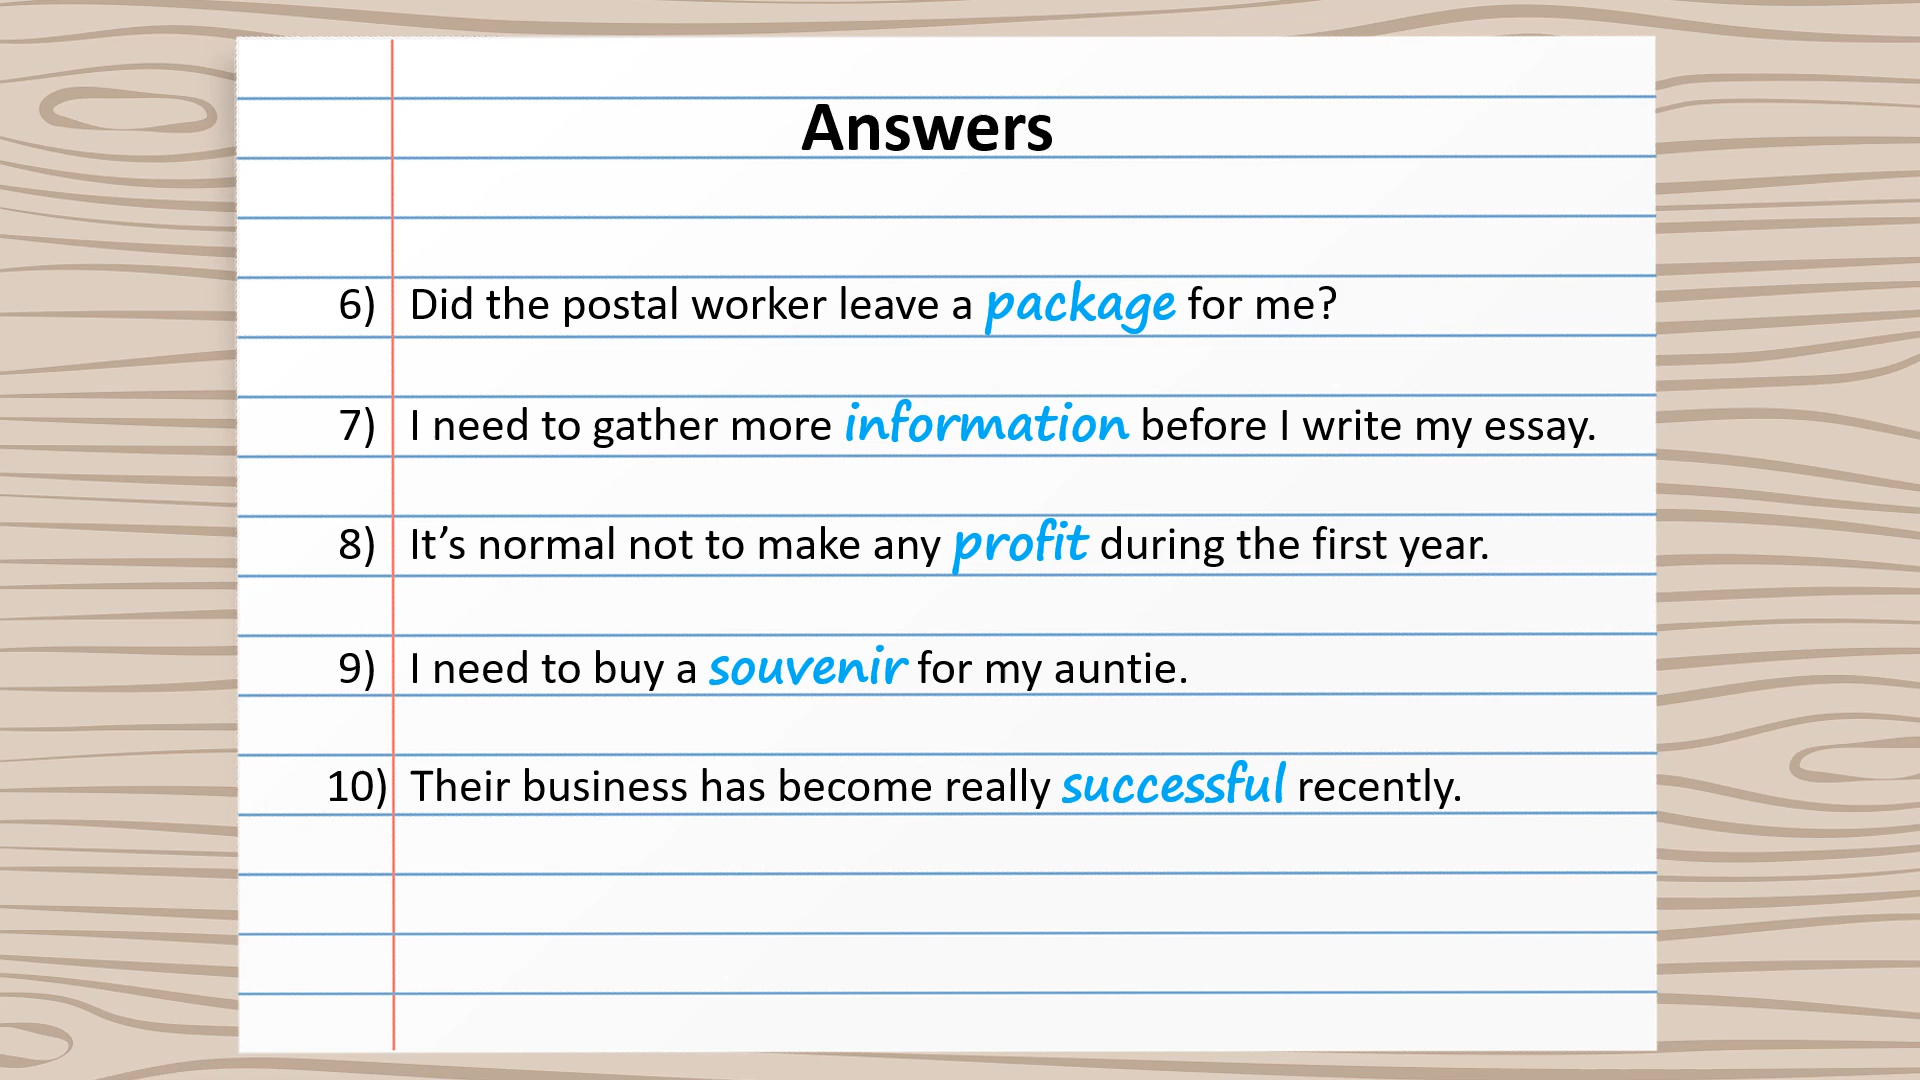 Answers
6) Did the postal worker leave a package for me?
7) I need to gather more information before I write my essay.
8) It’s normal not to make any profit during the first year.
9) I need to buy a souvenir for my auntie.
10) Their business has become really successful recently.